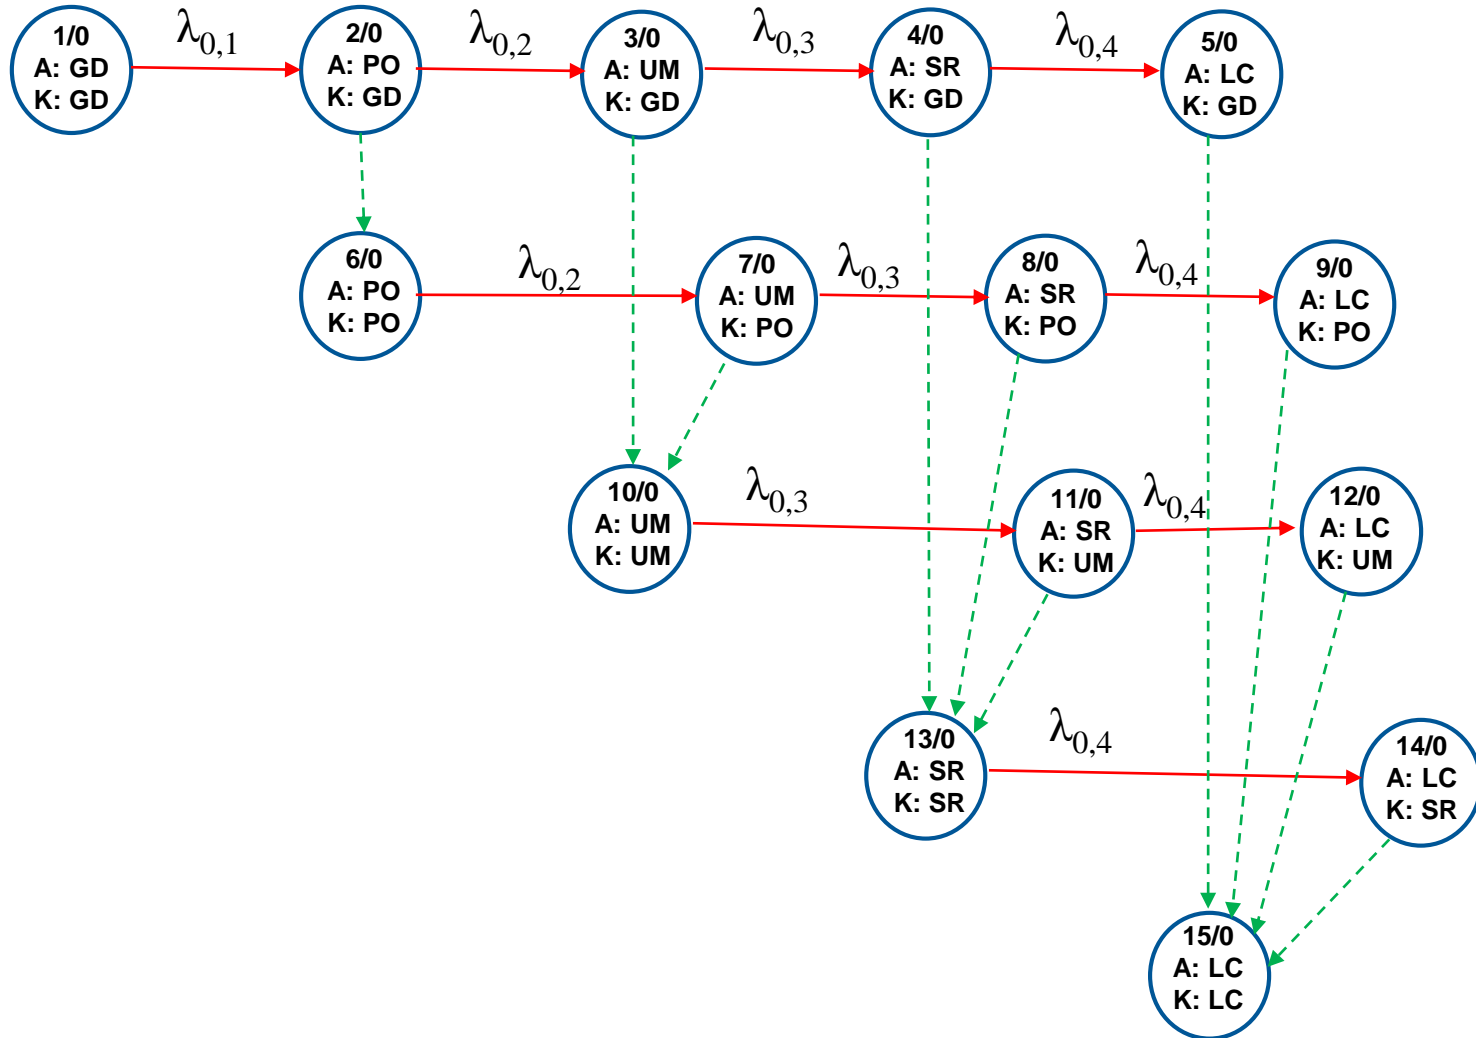 1/0
A: GD
K: GD
λ0,1
2/0
A: PO
K: GD
λ0,2
3/0
A: UM
K: GD
λ0,3
4/0
A: SR
K: GD
λ0,4
5/0
A: LC
K: GD
6/0
A: PO
K: PO
λ0,2
7/0
A: UM
K: PO
λ0,3
8/0
A: SR
K: PO
λ0,4
9/0
A: LC
K: PO
10/0
A: UM
K: UM
λ0,3
11/0
A: SR
K: UM
λ0,4
12/0
A: LC
K: UM
13/0
A: SR
K: SR
λ0,4
14/0
A: LC
K: SR
15/0
A: LC
K: LC